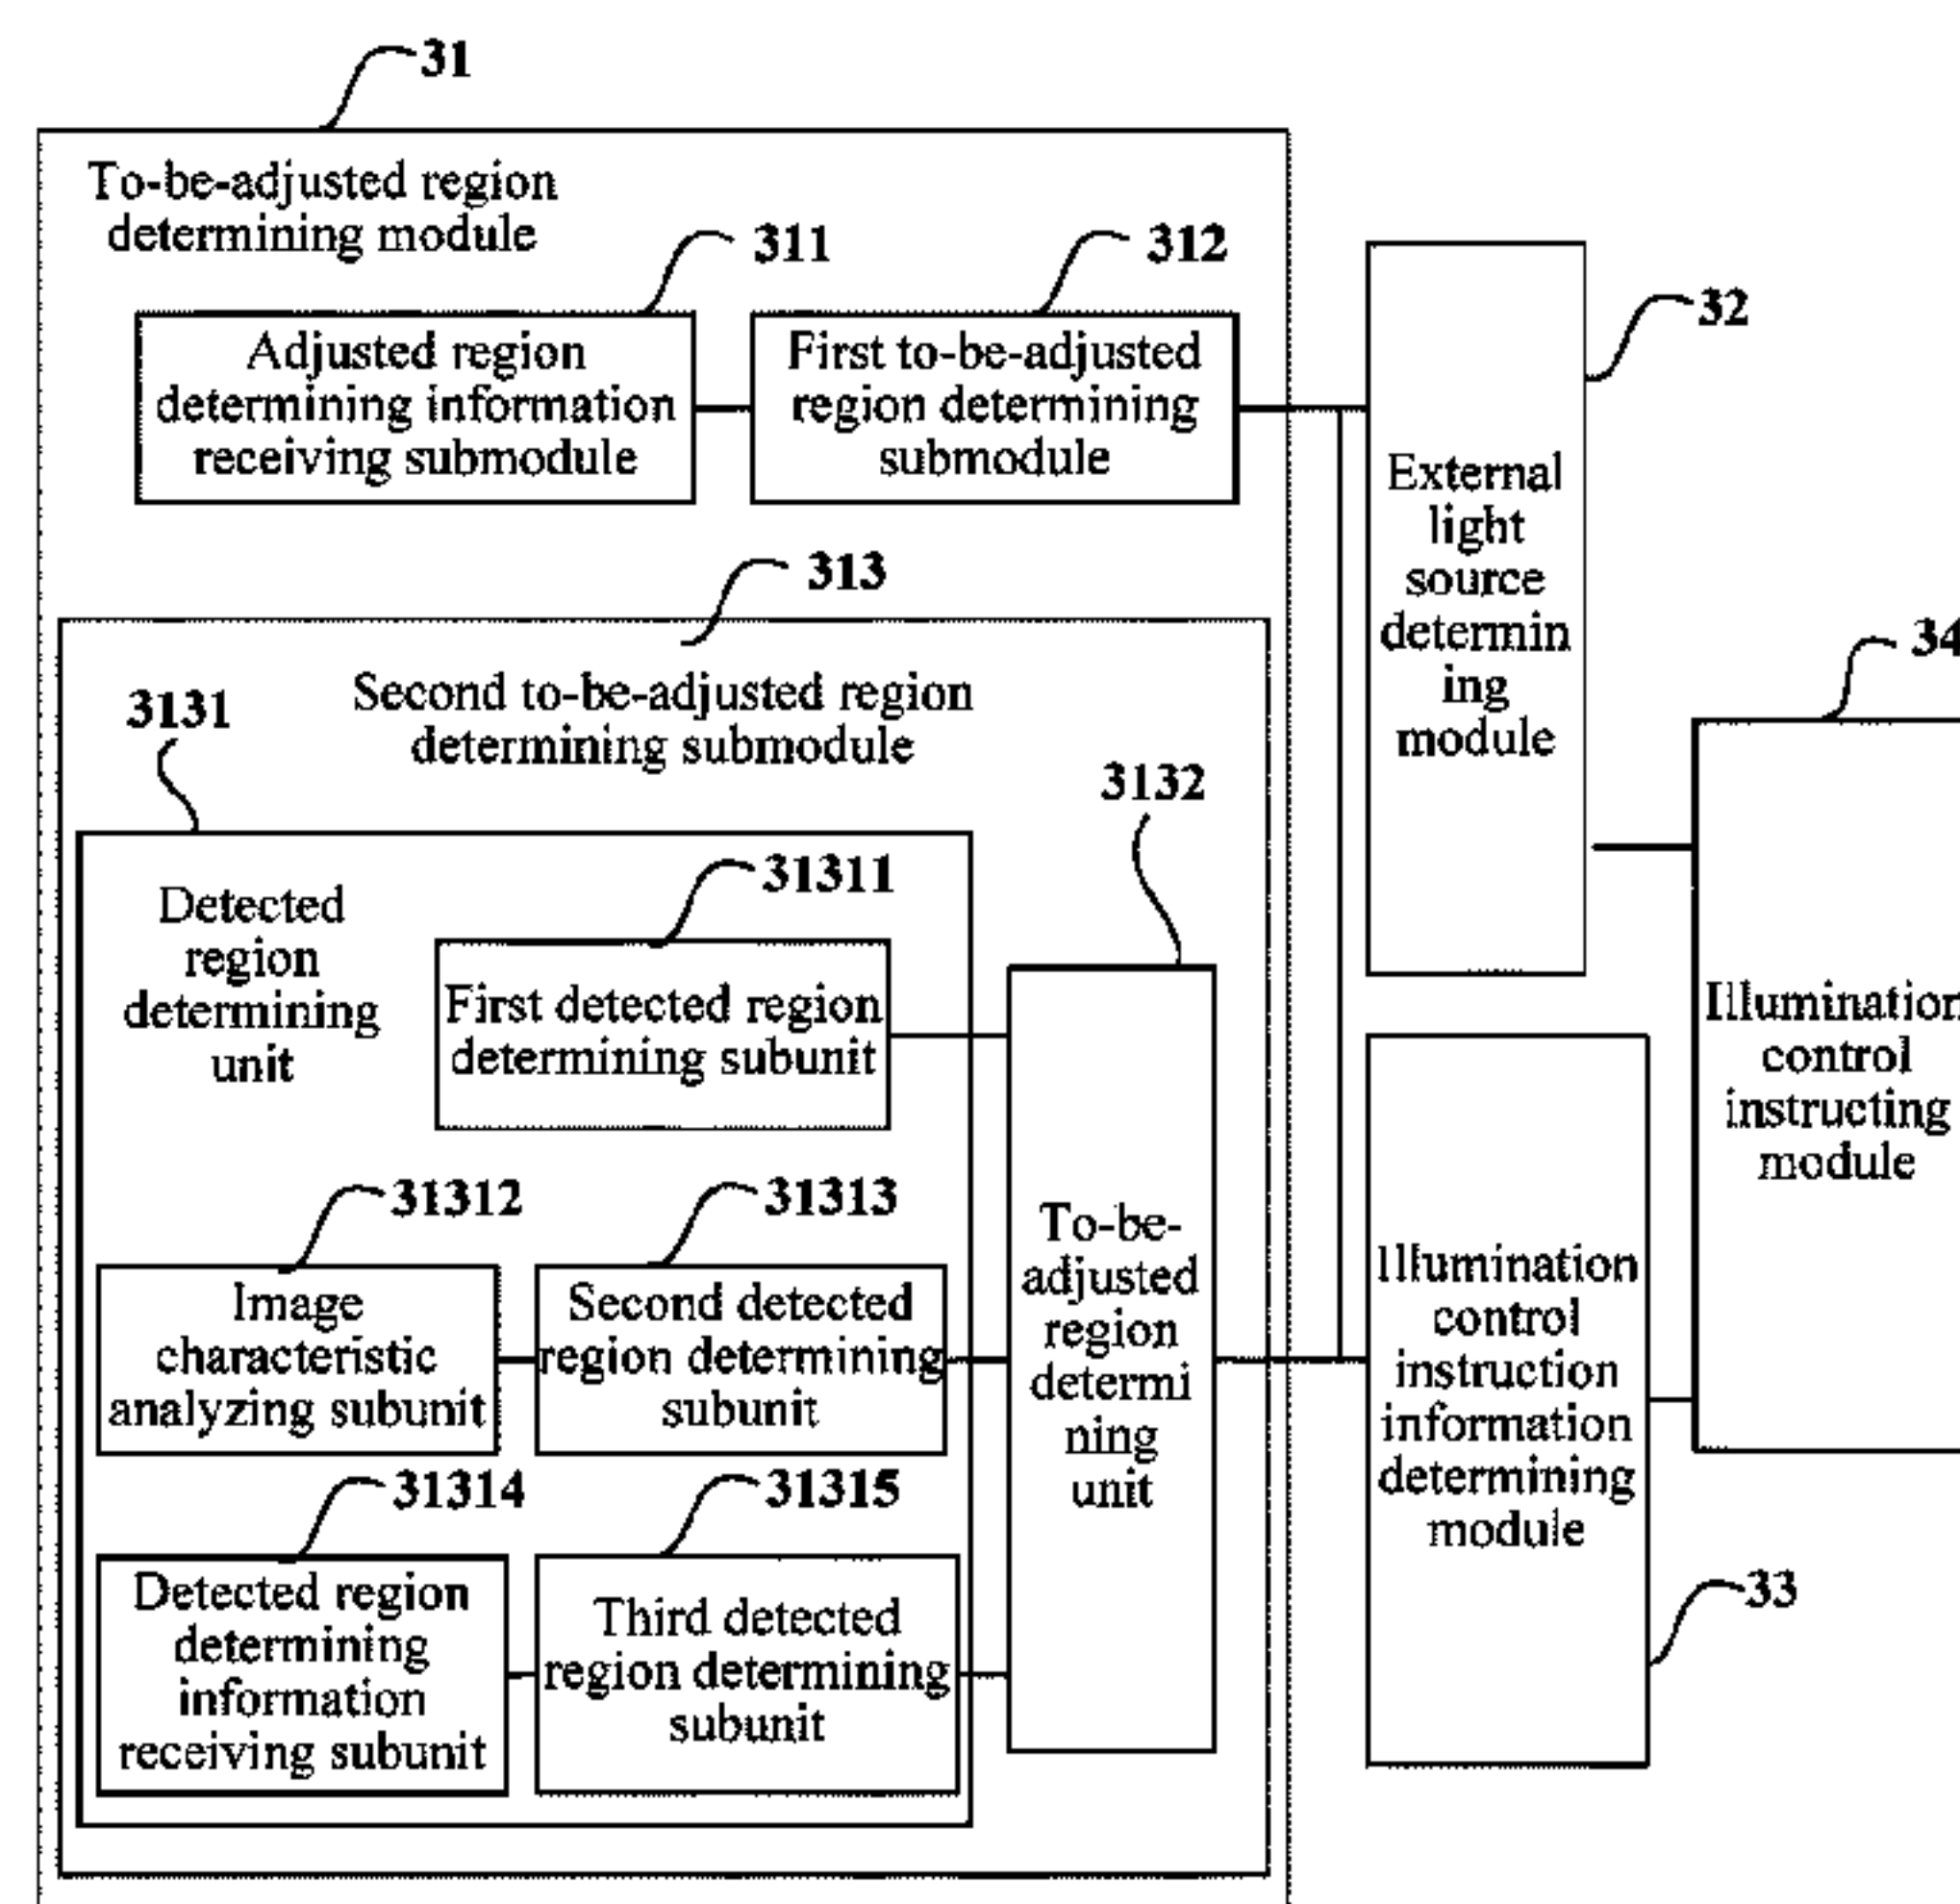 31
To-be-adjusted region
determining module
311
312
Adjusted region
determining information
receiving submodule
First to-be-adjusted
region determining
submodule
32
External
light
source
determin
ing
module
313
Second to-be-adjusted region
determining submodule
3131
3132
34
Detected
region
determining
unit
31311
First detected region
determining subunit
Illumination
control
instructing
module
31312
31313
Image
characteristic
analyzing subunit
Second detected
region determining
subunit
To-be-
adjusted
region
determi
ning
unit
Illumination
control
instruction
information
determining
module
31314
31315
Detected region
determining
information
receiving subunit
Third detected
region determining
subunit
33